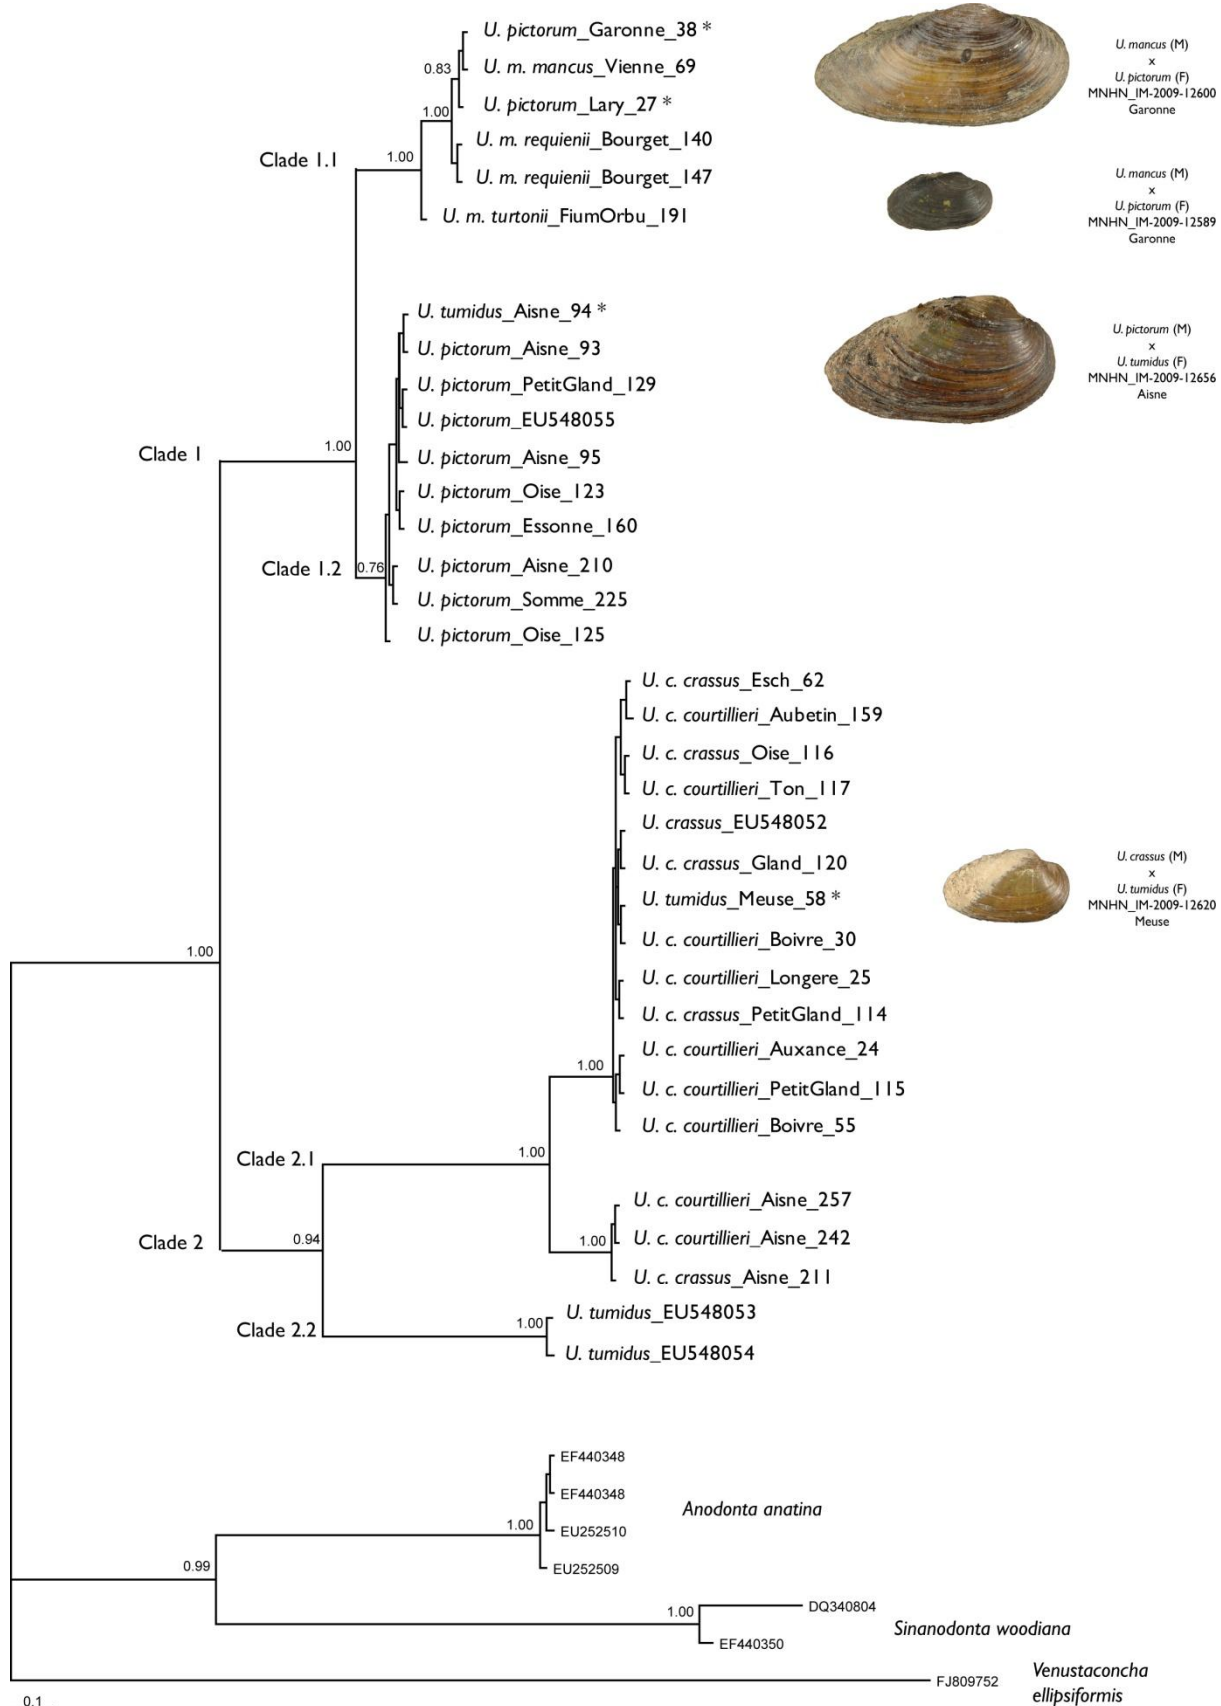 U. pictorum_Garonne_38 *
0.83
U. m. mancus_Vienne_69
U. pictorum_Lary_27 *
1.00
U. m. requienii_Bourget_140
Clade 1.1
1.00
U. m. requienii_Bourget_147
U. m. turtonii_FiumOrbu_191
U. mancus (M)
x
U. pictorum (F)
MNHN_IM-2009-12600
Garonne
U. mancus (M)
x
U. pictorum (F)
MNHN_IM-2009-12589
Garonne
U. tumidus_Aisne_94 *
U. pictorum_Aisne_93
U. pictorum_PetitGland_129
U. pictorum_EU548055
U. pictorum (M)
x
U. tumidus (F)
MNHN_IM-2009-12656
Aisne
Clade 1
1.00
U. pictorum_Aisne_95
U. pictorum_Oise_123
U. pictorum_Essonne_160
Clade 1.2
0.76
U. pictorum_Aisne_210
U. pictorum_Somme_225
U. pictorum_Oise_125
U. c. crassus_Esch_62
U. c. courtillieri_Aubetin_159
U. c. crassus_Oise_116
U. c. courtillieri_Ton_117
U. crassus_EU548052
U. c. crassus_Gland_120
U. tumidus_Meuse_58 *
U. c. courtillieri_Boivre_30
U. crassus (M)
x
U. tumidus (F)
MNHN_IM-2009-12620
Meuse
1.00
U. c. courtillieri_Longere_25
U. c. crassus_PetitGland_114
U. c. courtillieri_Auxance_24
1.00
U. c. courtillieri_PetitGland_115
U. c. courtillieri_Boivre_55
Clade 2.1
1.00
U. c. courtillieri_Aisne_257
Clade 2
0.94
1.00
U. c. courtillieri_Aisne_242
U. c. crassus_Aisne_211
Clade 2.2
1.00
U. tumidus_EU548053
U. tumidus_EU548054
EF440348
EF440348
Anodonta anatina
1.00
EU252510
EU252509
0.99
1.00
DQ340804
EF440350
Sinanodonta woodiana
FJ809752
Venustaconcha
ellipsiformis
0.1